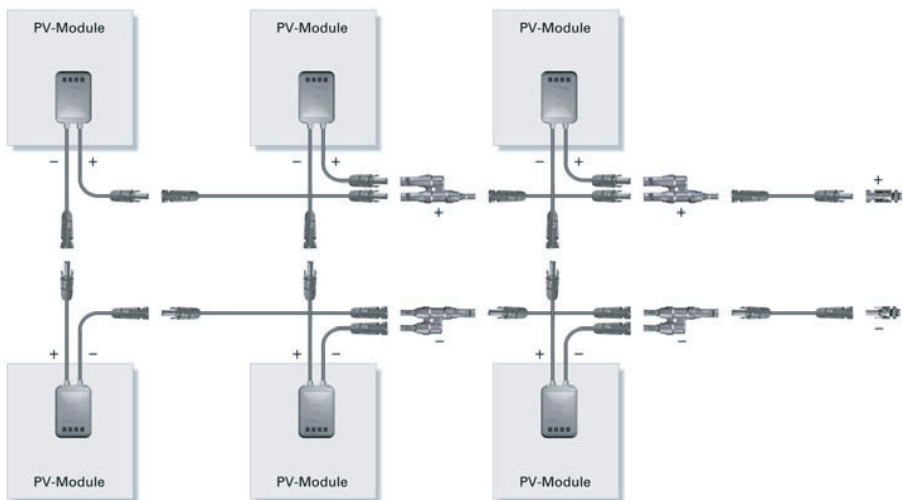 PV-Module
PV-Module
PV-Module
− +
− +
− +
+
+
+
−
−
−
+ −
+ −
+ −
PV-Module
PV-Module
PV-Module